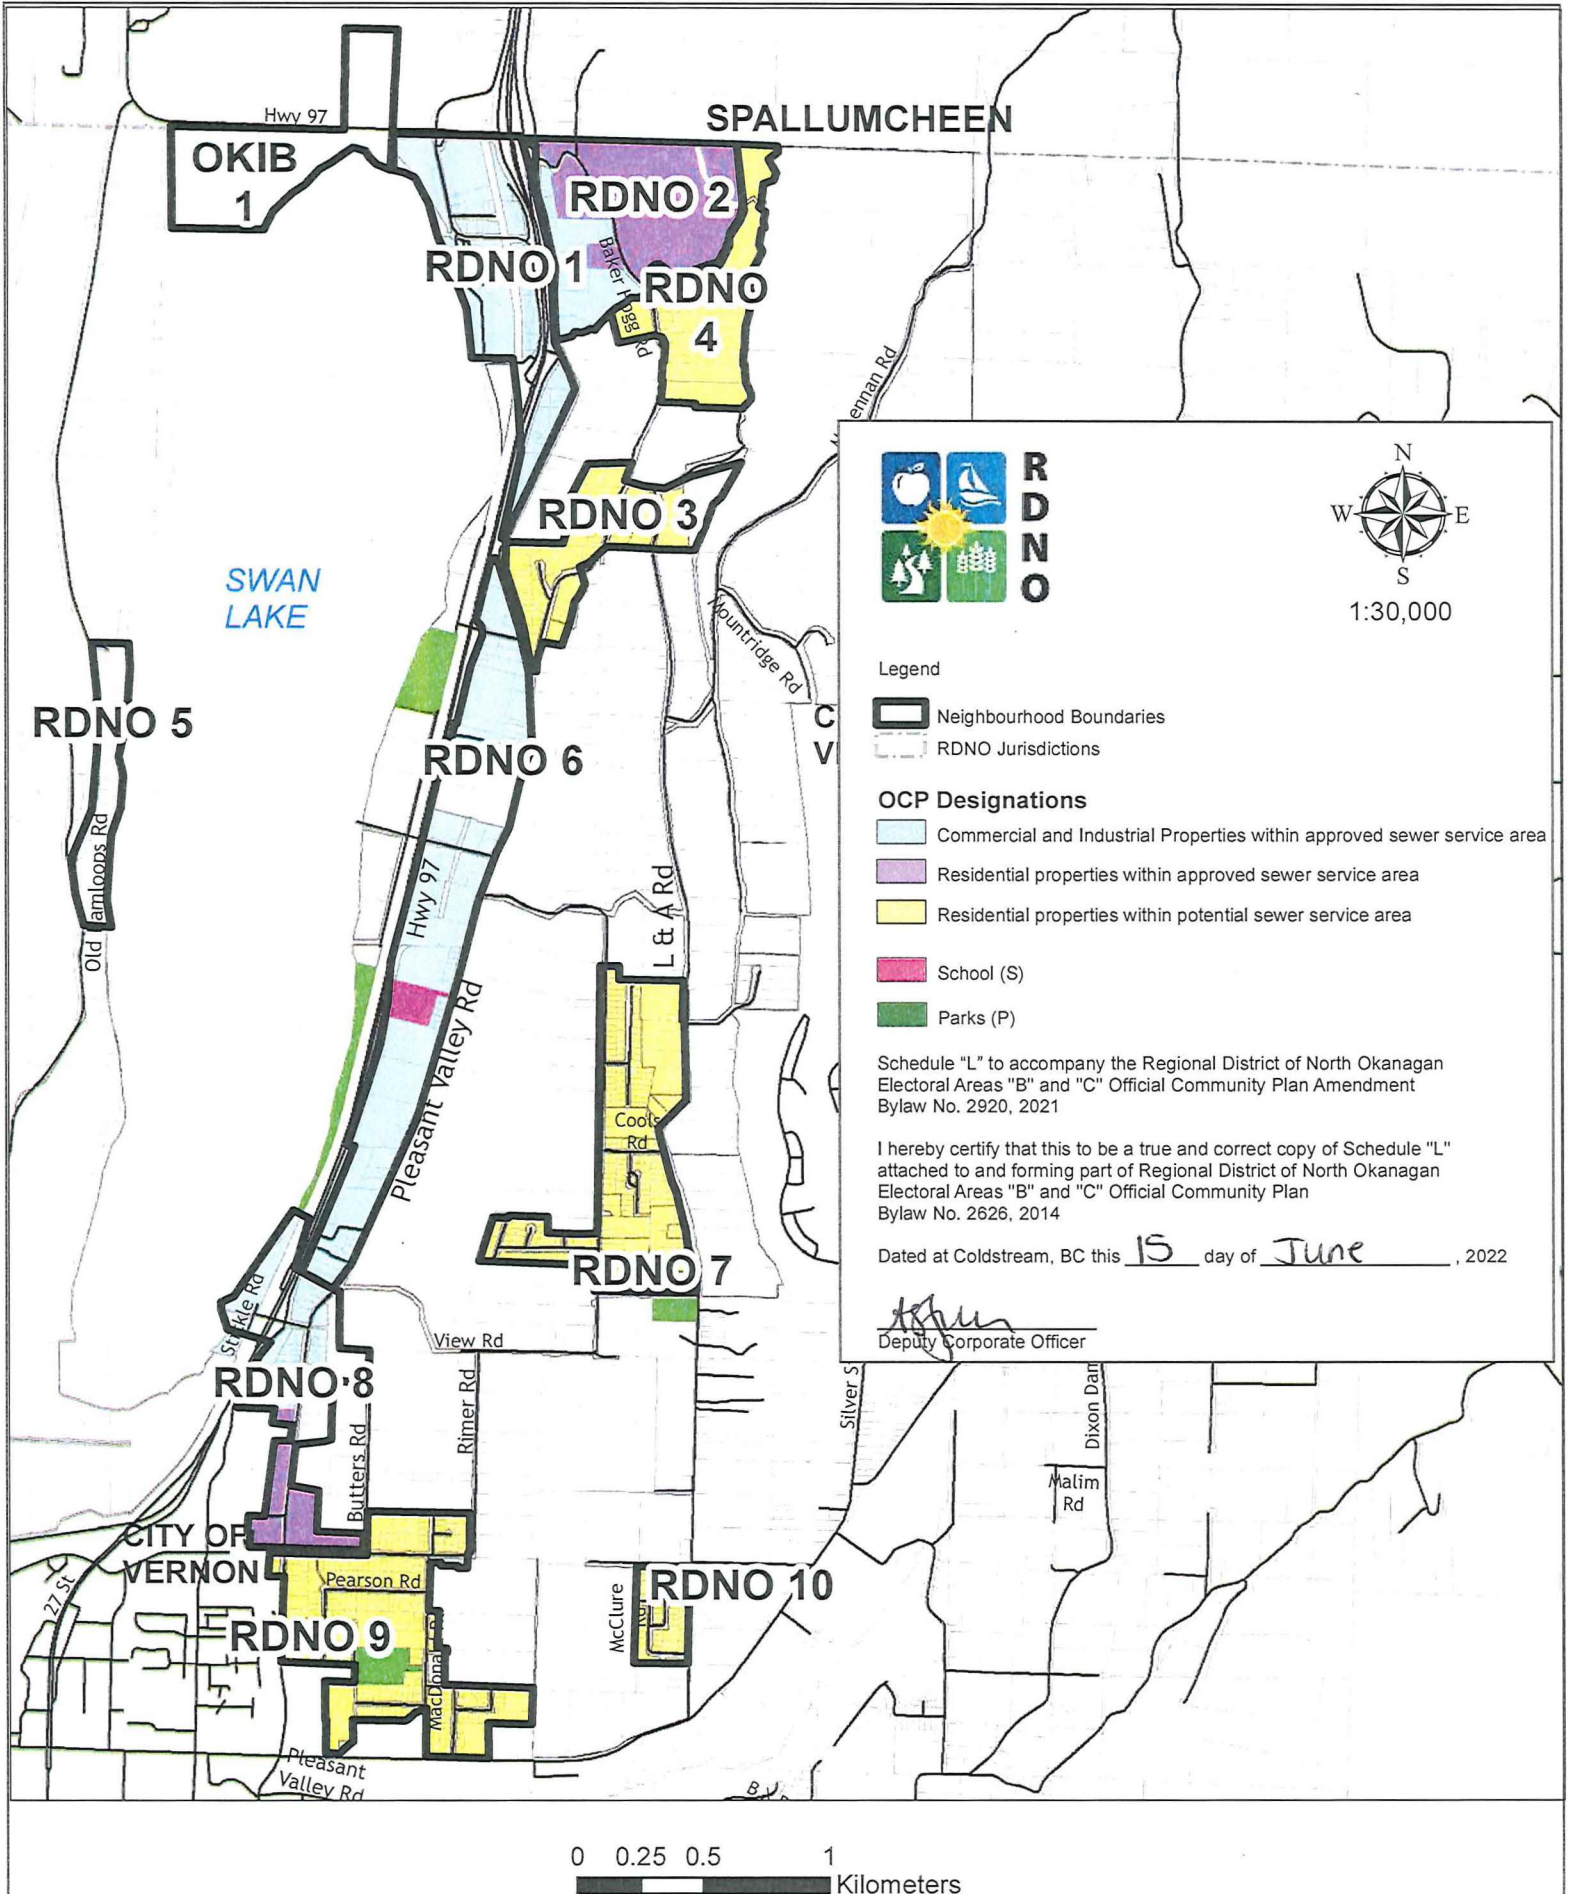 Hwy 97
SPALLUMCHEEN
OKIB
1
RDNO 2
RDNO 1
Baker Hogg Rd
RDNO
4
ennan Rd
RDNO 3
SWAN
LAKE
Mountridge Rd
RDNO 5
RDNO 6
C
V
Old
amloops Rd
Hwy 97
L & A Rd
Pleasant Valley Rd
Cools
Rd
RDNO 7
Stickle Rd
View Rd
RDNO 8
Rimer Rd
Butters Rd
Silver S
Dixon Dam
Malim
Rd
CITY OF
VERNON
27 St
Pearson Rd
RDNO 9
MacDonal
McClure
Rd
RDNO 10
Pleasant
Valley Rd
R
D
N
O
N
W
E
S
1:30,000
Legend
Neighbourhood Boundaries
RDNO Jurisdictions
OCP Designations
Commercial and Industrial Properties within approved sewer service area
Residential properties within approved sewer service area
Residential properties within potential sewer service area
School (S)
Parks (P)
Schedule "L" to accompany the Regional District of North Okanagan
Electoral Areas "B" and "C" Official Community Plan Amendment
Bylaw No. 2920, 2021
I hereby certify that this to be a true and correct copy of Schedule "L"
attached to and forming part of Regional District of North Okanagan
Electoral Areas "B" and "C" Official Community Plan
Bylaw No. 2626, 2014
Dated at Coldstream, BC this 15 day of June , 2022
Deputy Corporate Officer
0 0.25 0.5 1
Kilometers